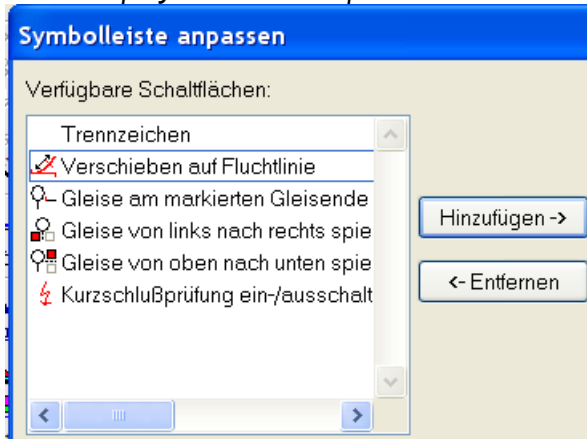 Symbolleiste anpassen
Verfügbare Schaltflächen:
Trennzeichen
Verschieben auf Fluchtlinie
Gleise am markierten Gleisende
Gleise von links nach rechts spie
Gleise von oben nach unten spie
Kurzschlußprüfung ein-/ausschalt
Hinzufügen ->
<- Entfernen